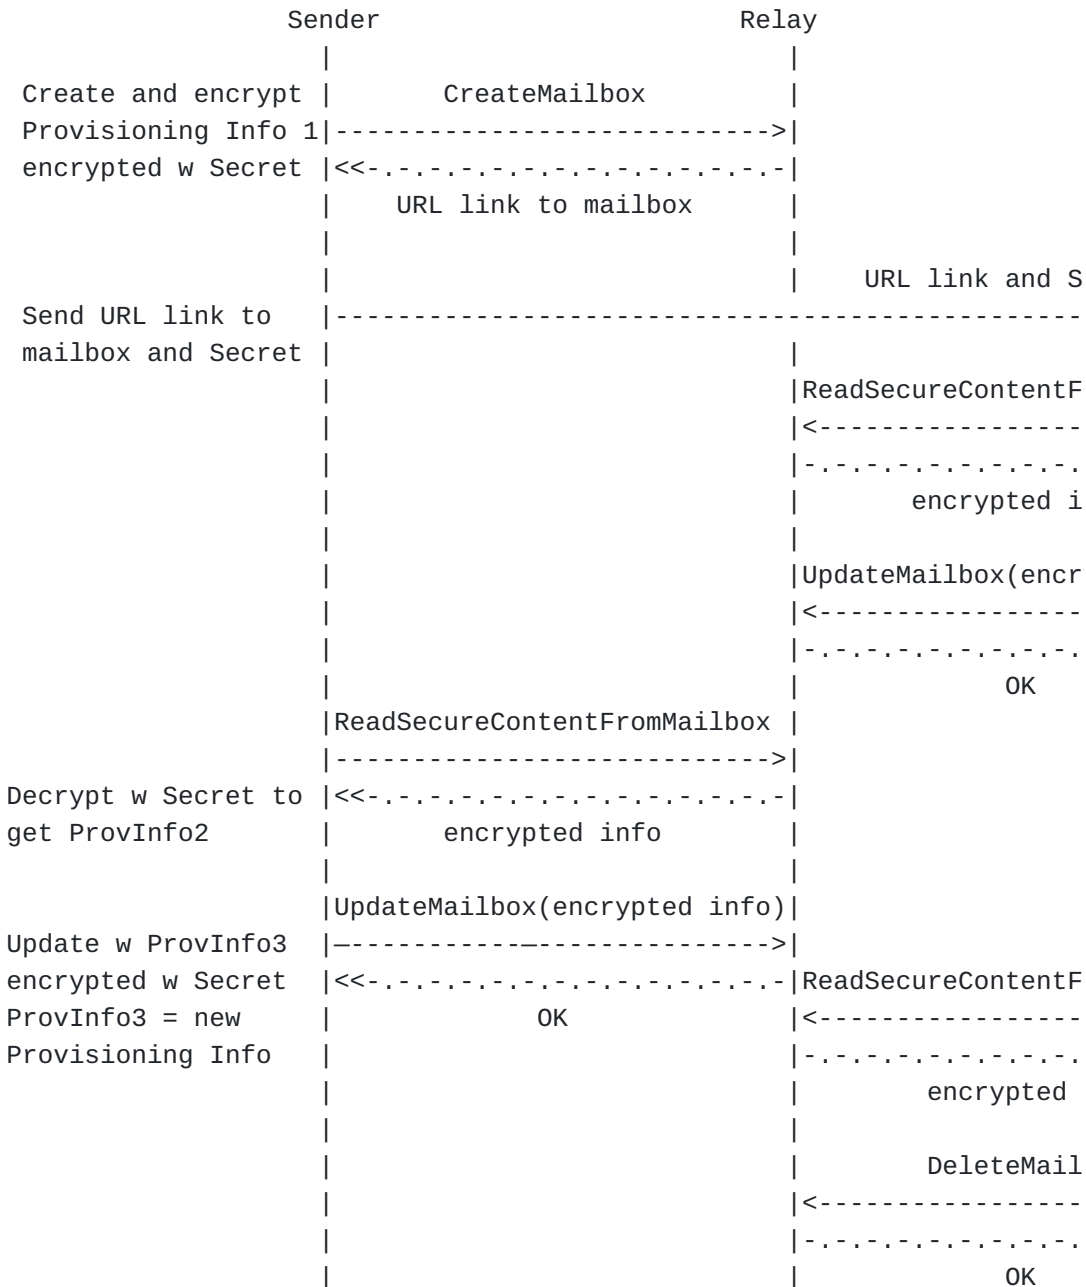 Sender                       Relay
                     |                             |
 Create and encrypt |       CreateMailbox         |
 Provisioning Info 1|---------------------------->|
 encrypted w Secret |<<-.-.-.-.-.-.-.-.-.-.-.-.-.-|
                     |    URL link to mailbox      |
                     |                             |
                     |                             |    URL link and S
 Send URL link to   |------------------------------------------------
 mailbox and Secret |                             |
                     |                             |ReadSecureContentF
                     |                             |<-----------------
                     |                             |-.-.-.-.-.-.-.-.-.
                     |                             |       encrypted i
                     |                             |
                     |                             |UpdateMailbox(encr
                     |                             |<-----------------
                     |                             |-.-.-.-.-.-.-.-.-.
                     |                             |             OK
                     |ReadSecureContentFromMailbox |
                     |---------------------------->|
Decrypt w Secret to |<<-.-.-.-.-.-.-.-.-.-.-.-.-.-|
get ProvInfo2       |       encrypted info        |
                     |                             |
                     |UpdateMailbox(encrypted info)|
Update w ProvInfo3  |—-----------—--------------->|
encrypted w Secret  |<<-.-.-.-.-.-.-.-.-.-.-.-.-.-|ReadSecureContentF
ProvInfo3 = new     |             OK              |<-----------------
Provisioning Info   |                             |-.-.-.-.-.-.-.-.-.
                     |                             |        encrypted
                     |                             |
                     |                             |        DeleteMail
                     |                             |<-----------------
                     |                             |-.-.-.-.-.-.-.-.-.
                     |                             |             OK